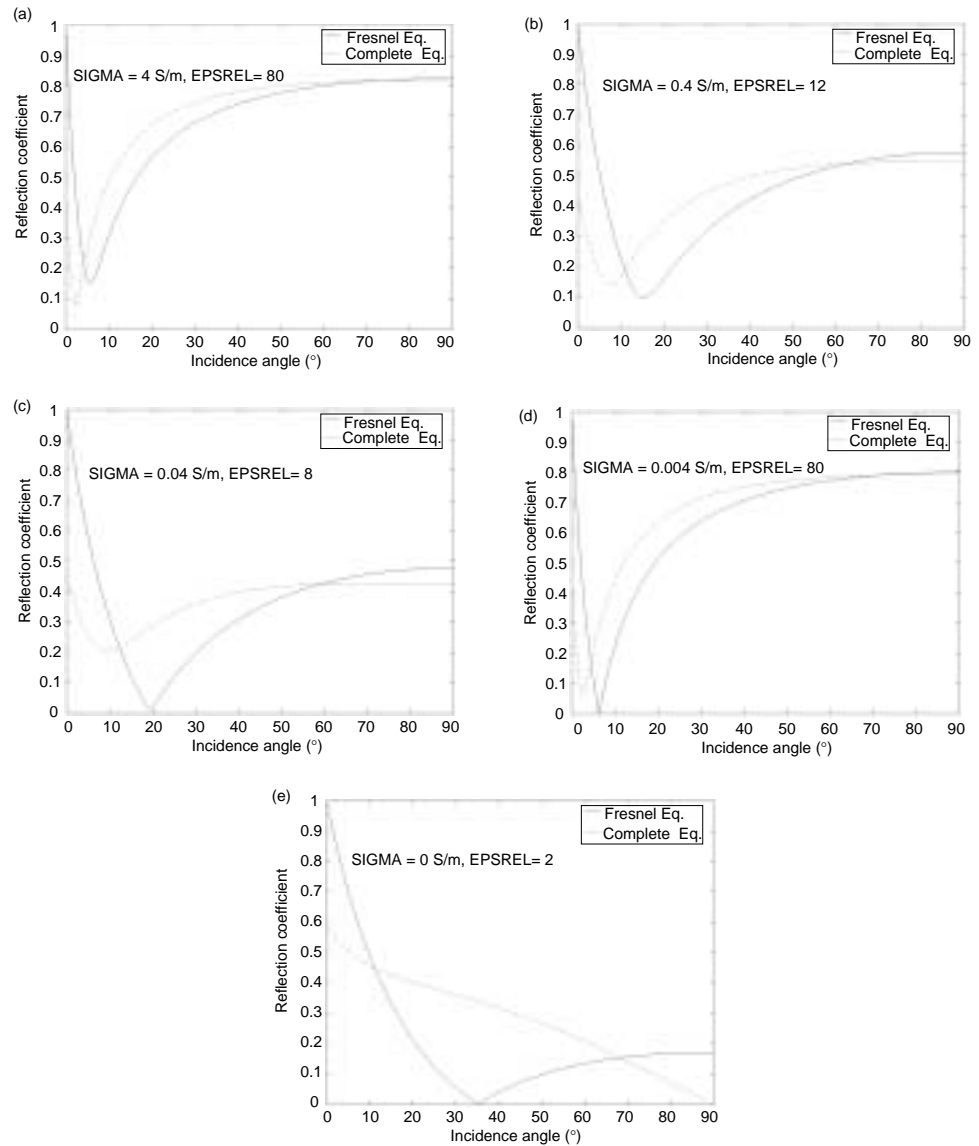 (a)
1
0.9
0.8
0.7
0.6
0.5
0.4
0.3
0.2
0.1
0
Reflection coefficient
Fresnel Eq.
Complete Eq.
SIGMA = 4 S/m, EPSREL= 80
0 10 20 30 40 50 60 70 80 90
Incidence angle (°)
(b)
1
0.9
0.8
0.7
0.6
0.5
0.4
0.3
0.2
0.1
0
Reflection coefficient
Fresnel Eq.
Complete Eq.
SIGMA = 0.4 S/m, EPSREL= 12
0 10 20 30 40 50 60 70 80 90
Incidence angle (°)
(c)
1
0.9
0.8
0.7
0.6
0.5
0.4
0.3
0.2
0.1
0
Reflection coefficient
Fresnel Eq.
Complete Eq.
SIGMA = 0.04 S/m, EPSREL= 8
0 10 20 30 40 50 60 70 80 90
Incidence angle (°)
(d)
1
0.9
0.8
0.7
0.6
0.5
0.4
0.3
0.2
0.1
0
Reflection coefficient
Fresnel Eq.
Complete Eq.
SIGMA = 0.004 S/m, EPSREL= 80
0 10 20 30 40 50 60 70 80 90
Incidence angle (°)
(e)
1
0.9
0.8
0.7
0.6
0.5
0.4
0.3
0.2
0.1
0
Reflection coefficient
Fresnel Eq.
Complete Eq.
SIGMA = 0 S/m, EPSREL= 2
0 10 20 30 40 50 60 70 80 90
Incidence angle (°)